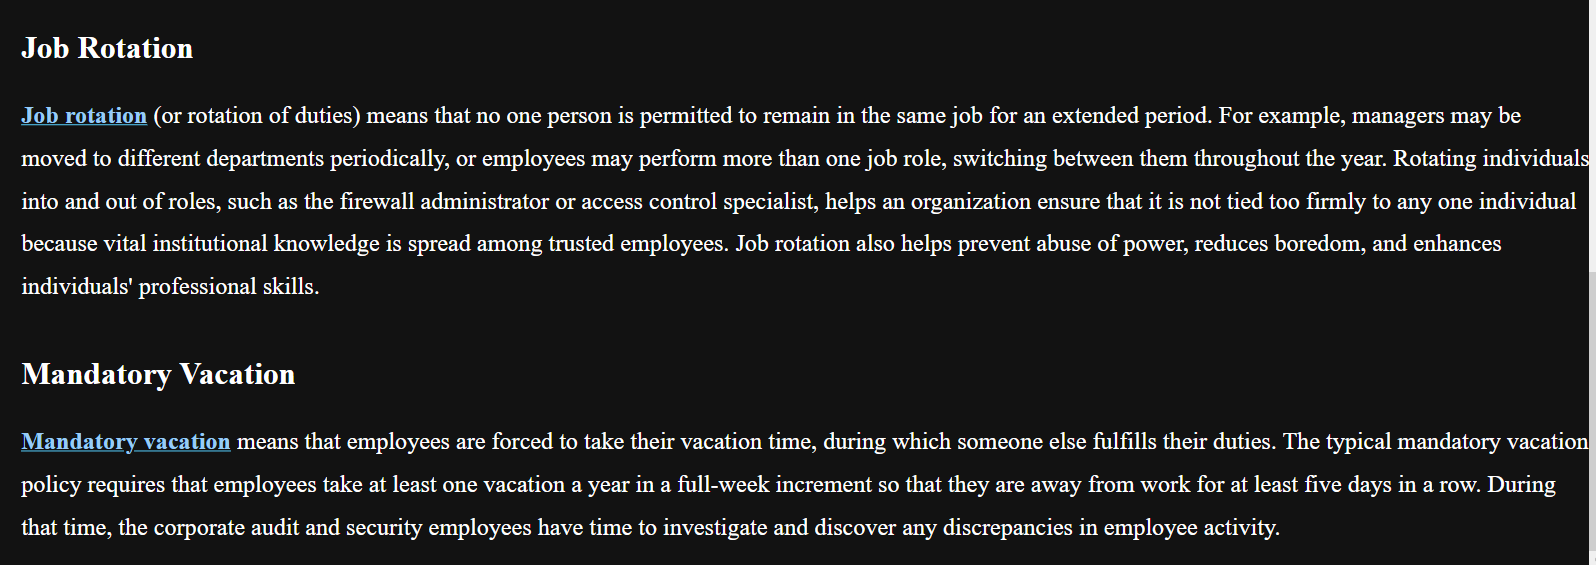 Job Rotation
Job rotation (or rotation of duties) means that no one person is permitted to remain in the same job for an extended period. For example, managers may be
moved to different departments periodically, or employees may perform more than one job role, switching between them throughout the year. Rotating individuals
into and out of roles, such as the firewall administrator or access control specialist, helps an organization ensure that it is not tied too firmly to any one individual
because vital institutional knowledge is spread among trusted employees. Job rotation also helps prevent abuse of power, reduces boredom, and enhances
individuals' professional skills.
Mandatory Vacation
Mandatory vacation means that employees are forced to take their vacation time, during which someone else fulfills their duties. The typical mandatory vacation
policy requires that employees take at least one vacation a year in a full-week increment so that they are away from work for at least five days in a row. During
that time, the corporate audit and security employees have time to investigate and discover any discrepancies in employee activity.